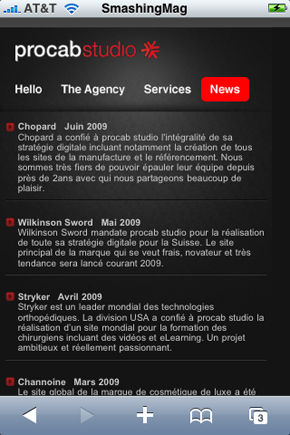 AT&T SmashingMag
procabstudio
Hello The Agency Services News
Chopard Juin 2009
Chopard a confié à procab studio l'intégralité de sa
stratégie digitale incluant notamment la création de tous
les sites de la manufacture et le référencement. Nous
sommes très fiers de pouvoir épauler leur équipe depuis
près de 2ans avec qui nous partageons beaucoup de
plaisir.
Wilkinson Sword Mai 2009
Wilkinson Sword mandate procab studio pour la réalisation
de toute sa stratégie digitale pour la Suisse. Le site
principal de la marque qui se veut frais, novateur et très
tendance sera lancé courant 2009.
Stryker Avril 2009
Stryker est un leader mondial des technologies
orthopédiques. La division USA a confié à procab studio la
réalisation d'un site mondial pour la formation des
chirurgiens incluant des vidéos et eLearning. Un projet
ambitieux et réellement passionnant.
Channoine Mars 2009
Le site global de la marque de cosmétique de luxe a été
3